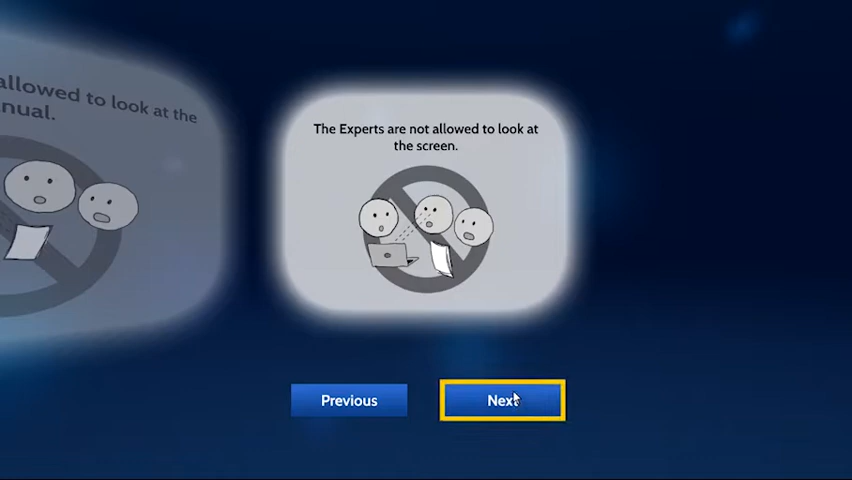 allowed to look at the
nual.
The Experts are not allowed to look at
the screen.
Previous
Next